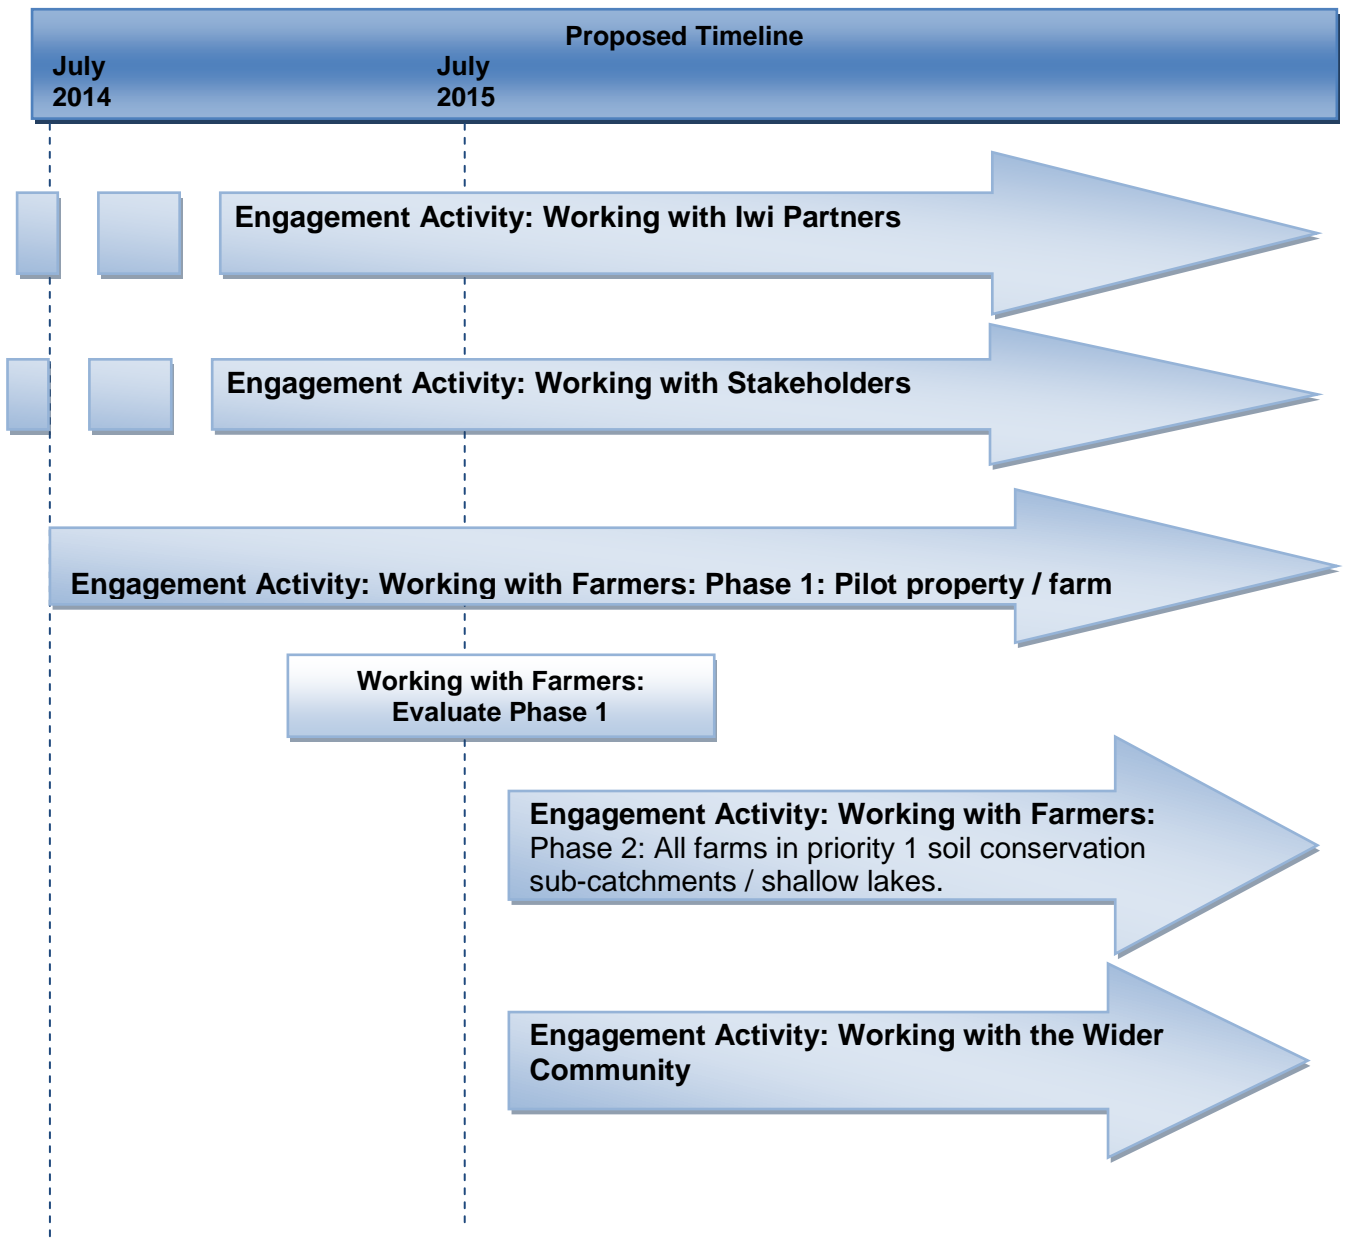 Proposed Timeline
July
2014
July
2015
Engagement Activity: Working with Iwi Partners
Engagement Activity: Working with Stakeholders
Engagement Activity: Working with Farmers: Phase 1: Pilot property / farm
Working with Farmers:
Evaluate Phase 1
Engagement Activity: Working with Farmers:
Phase 2: All farms in priority 1 soil conservation
sub-catchments / shallow lakes.
Engagement Activity: Working with the Wider
Community